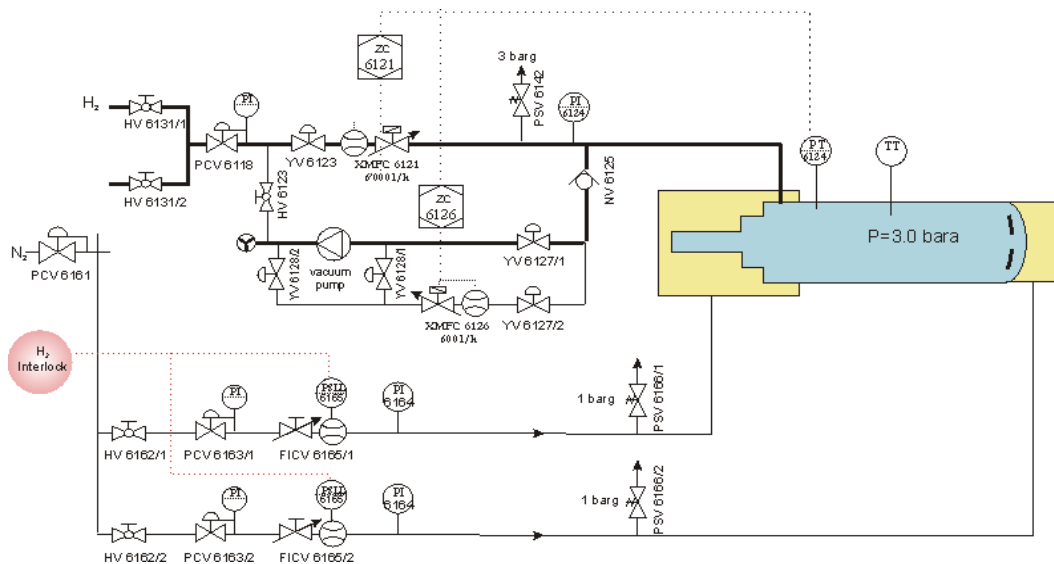 3 barg
ZC
6121
PSV 6142
H2
HV 6131/1
PI
PI
6124
PCV 6118
YV 6123
XMFC 6121
6'0001/h
NV 6125
PT
6124
TT
HV 6131/2
HV 6123
ZC
6126
P=3.0 bara
N2
PCV 6161
YV 6128/2
vacuum
pump
YV 6128/1
YV 6127/1
XMFC 6126
6001/h
YV 6127/2
H2
Interlock
PSLL
6165
PI
6164
1 barg
PSV 6166/1
PI
HV 6162/1
PCV 6163/1
FICV 6165/1
PSLL
6165
PI
6164
1 barg
PSV 6166/2
PI
HV 6162/2
PCV 6163/2
FICV 6165/2